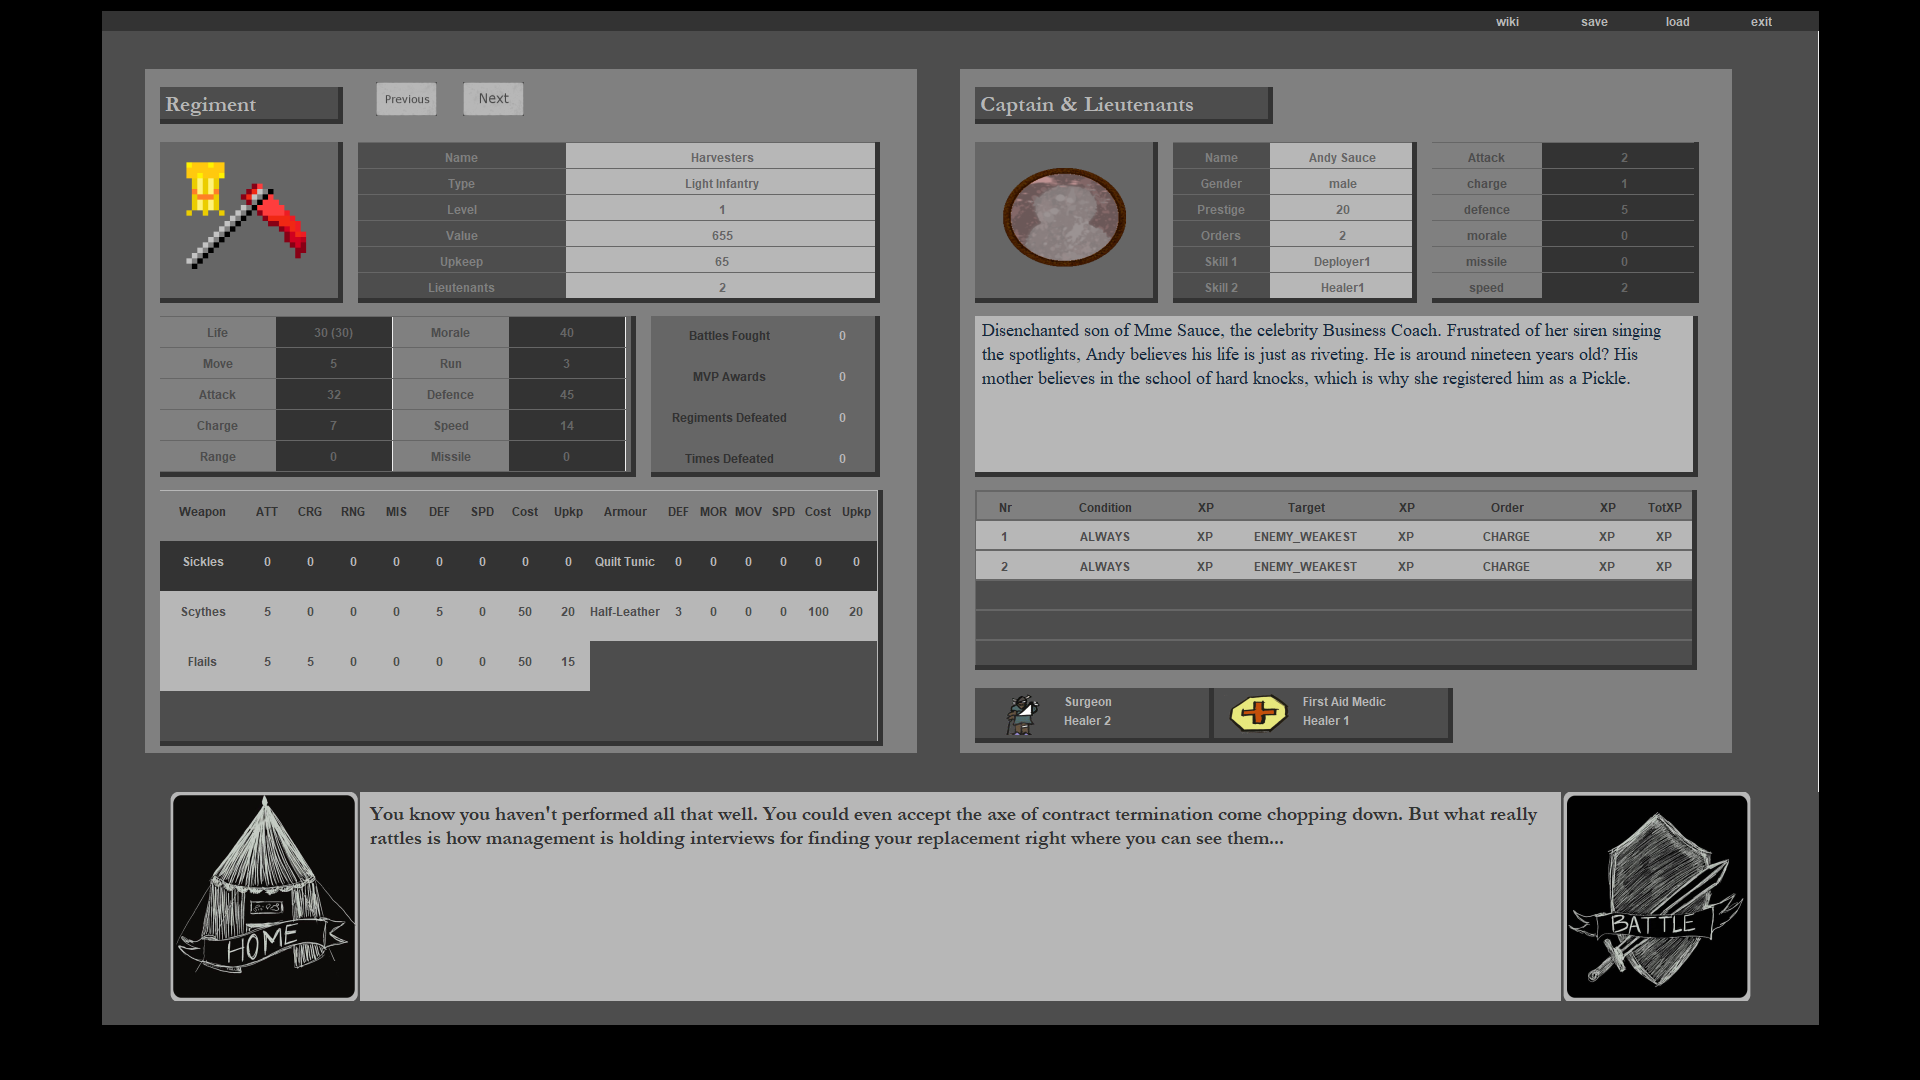 wiki save load exit
Regiment Previous Next
Name Harvesters
Type Light Infantry
Level 1
Value 655
Upkeep 65
Lieutenants 2
Life 30 (30) Morale 40
Move 5 Run 3
Attack 32 Defence 45
Charge 7 Speed 14
Range 0 Missile 0
Battles Fought 0
MVP Awards 0
Regiments Defeated 0
Times Defeated 0
Weapon ATT CRG RNG MIS DEF SPD Cost Upkp Armour DEF MOR MOV SPD Cost Upkp
Sickles 0 0 0 0 0 0 0 0 Quilt Tunic 0 0 0 0 0 0
Scythes 5 0 0 0 5 0 50 20 Half-Leather 3 0 0 0 100 20
Flails 5 5 0 0 0 0 50 15
Captain & Lieutenants
Name Andy Sauce
Gender male
Prestige 20
Orders 2
Skill 1 Deployer1
Skill 2 Healer1
Attack 2
charge 1
defence 5
morale 0
missile 0
speed 2
Disenchanted son of Mme Sauce, the celebrity Business Coach. Frustrated of her siren singing
the spotlights, Andy believes his life is just as riveting. He is around nineteen years old? His
mother believes in the school of hard knocks, which is why she registered him as a Pickle.
Nr Condition XP Target XP Order XP TotXP
1 ALWAYS XP ENEMY_WEAKEST XP CHARGE XP XP
2 ALWAYS XP ENEMY_WEAKEST XP CHARGE XP XP
Surgeon
Healer 2
First Aid Medic
Healer 1
HOME
You know you haven't performed all that well. You could even accept the axe of contract termination come chopping down. But what really
rattles is how management is holding interviews for finding your replacement right where you can see them...
BATTLE